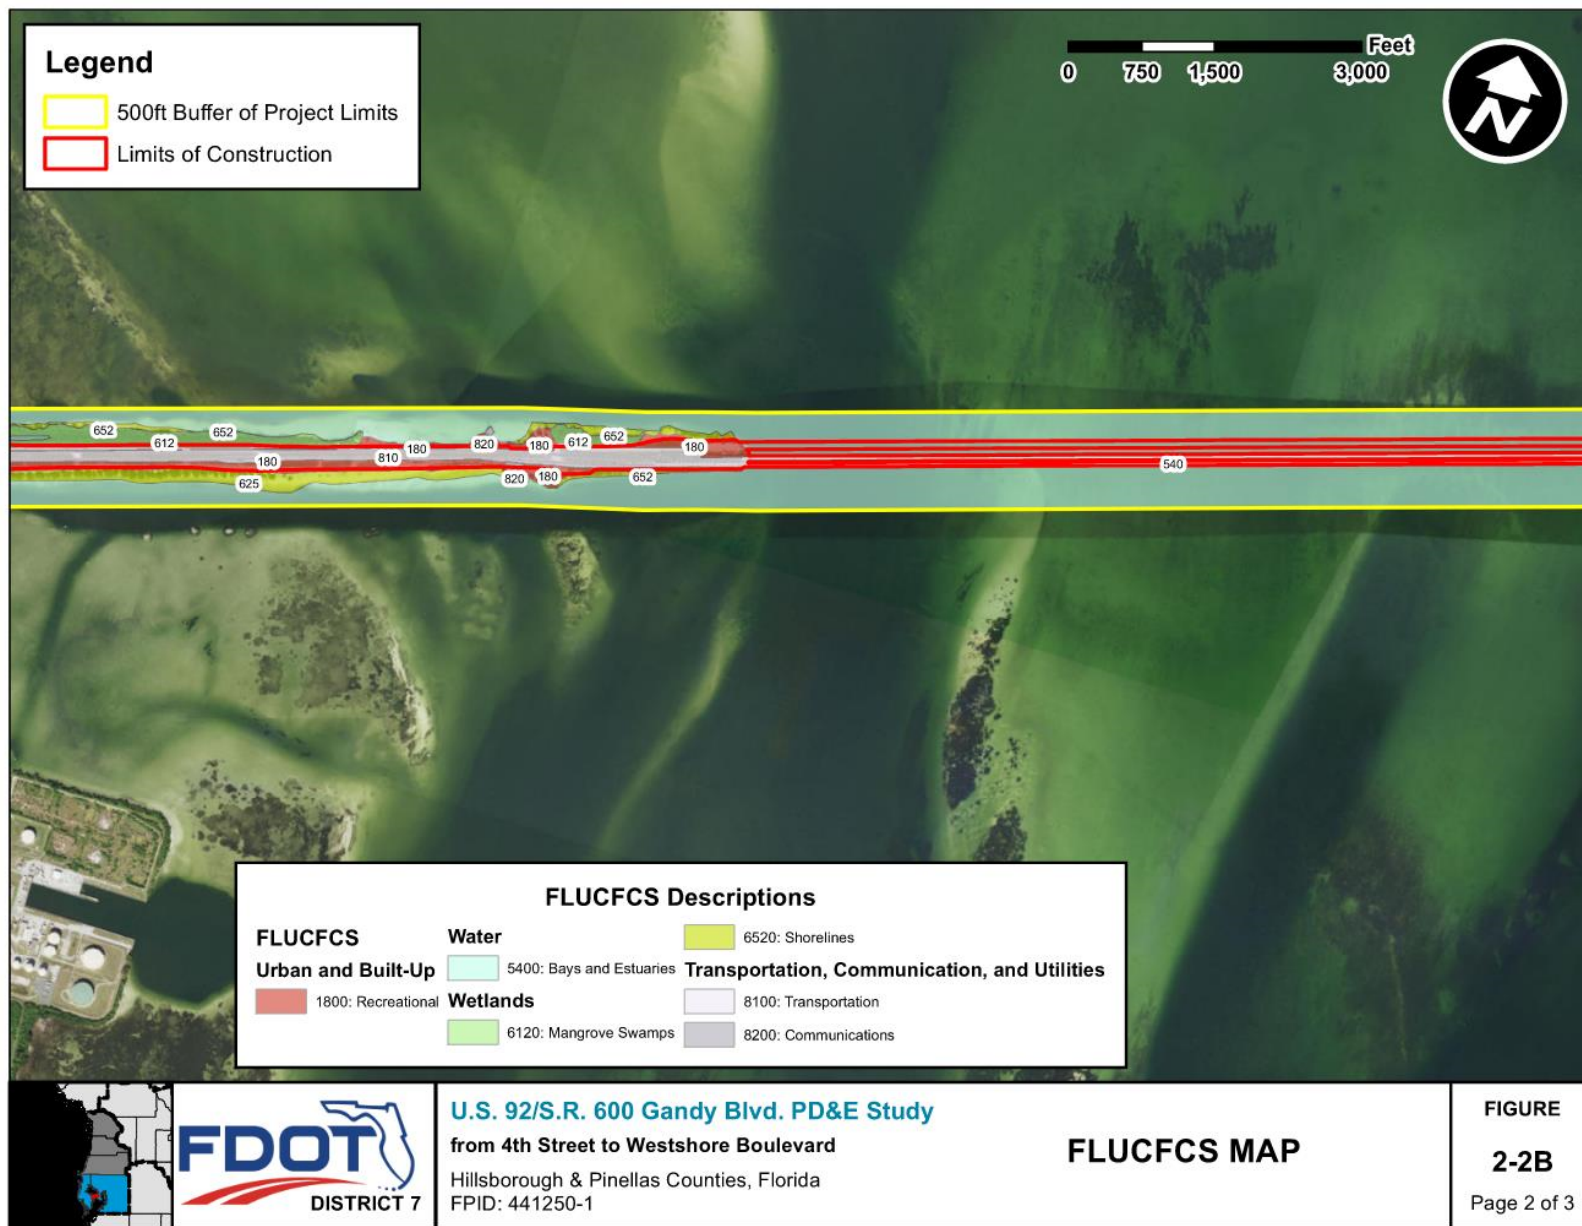 Legend
500ft Buffer of Project Limits
Limits of Construction
Feet
0 750 1,500 3,000
N
652
612
652
180
810
180
820
180
612
652
180
625
820
180
652
540
FLUCFCS Descriptions
FLUCFCS
Urban and Built-Up
1800: Recreational
Water
5400: Bays and Estuaries
Wetlands
6120: Mangrove Swamps
6520: Shorelines
Transportation, Communication, and Utilities
8100: Transportation
8200: Communications
FDOT
DISTRICT 7
U.S. 92/S.R. 600 Gandy Blvd. PD&E Study
from 4th Street to Westshore Boulevard
Hillsborough & Pinellas Counties, Florida
FPID: 441250-1
FLUCFCS MAP
FIGURE
2-2B
Page 2 of 3